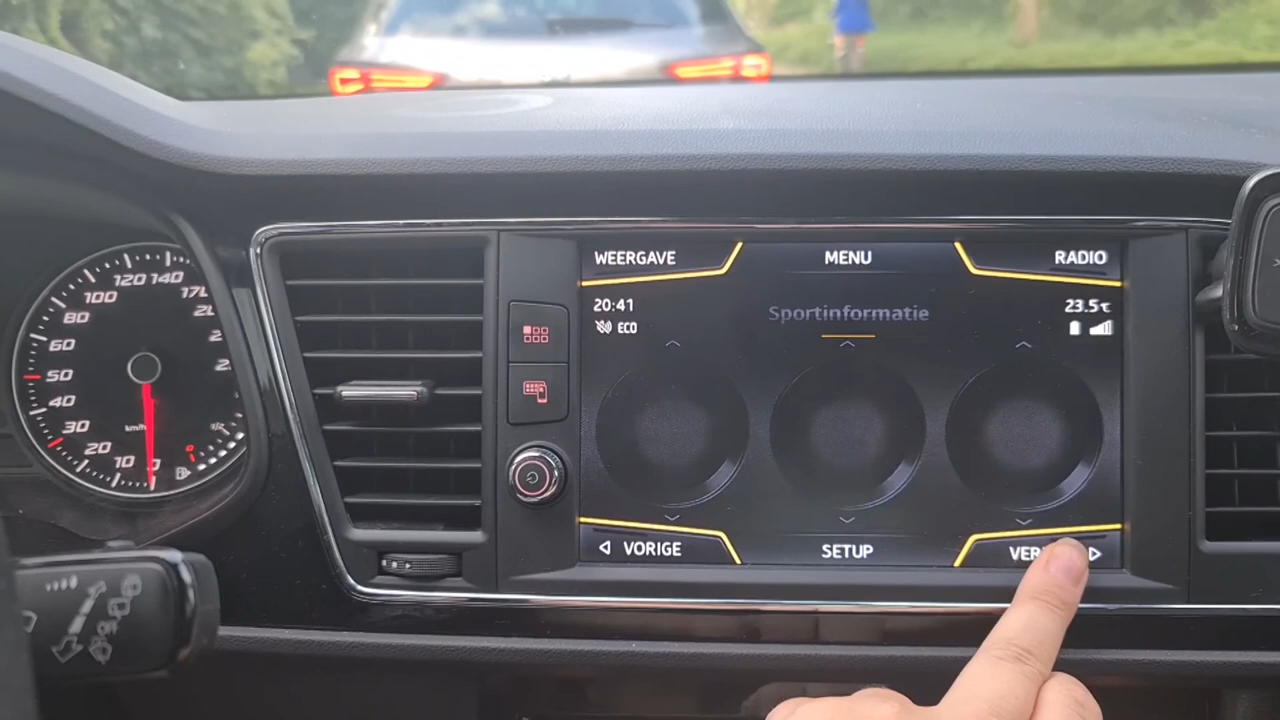 WEERGAVE
MENU
RADIO
20:41
Sportinformatie
23.5℃
ECO
VORIGE
SETUP
120 140
100
80
60
50
40
30
20
10
km/h